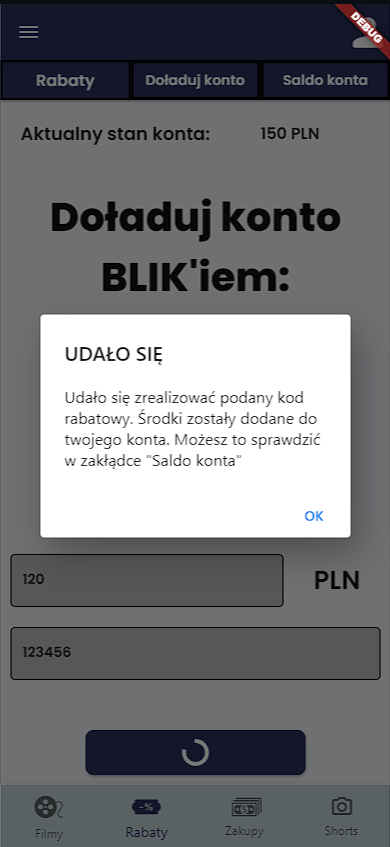 DEBUG
Rabaty Doładuj konto Saldo konta
Aktualny stan konta: 150 PLN
Doładuj konto
BLIK'iem:
UDAŁO SIĘ
Udało się zrealizować podany kod
rabatowy. Środki zostały dodane do
twojego konta. Możesz to sprawdzić
w zakłądce "Saldo konta"
OK
120 PLN
123456
-%
Filmy Rabaty Zakupy Shorts